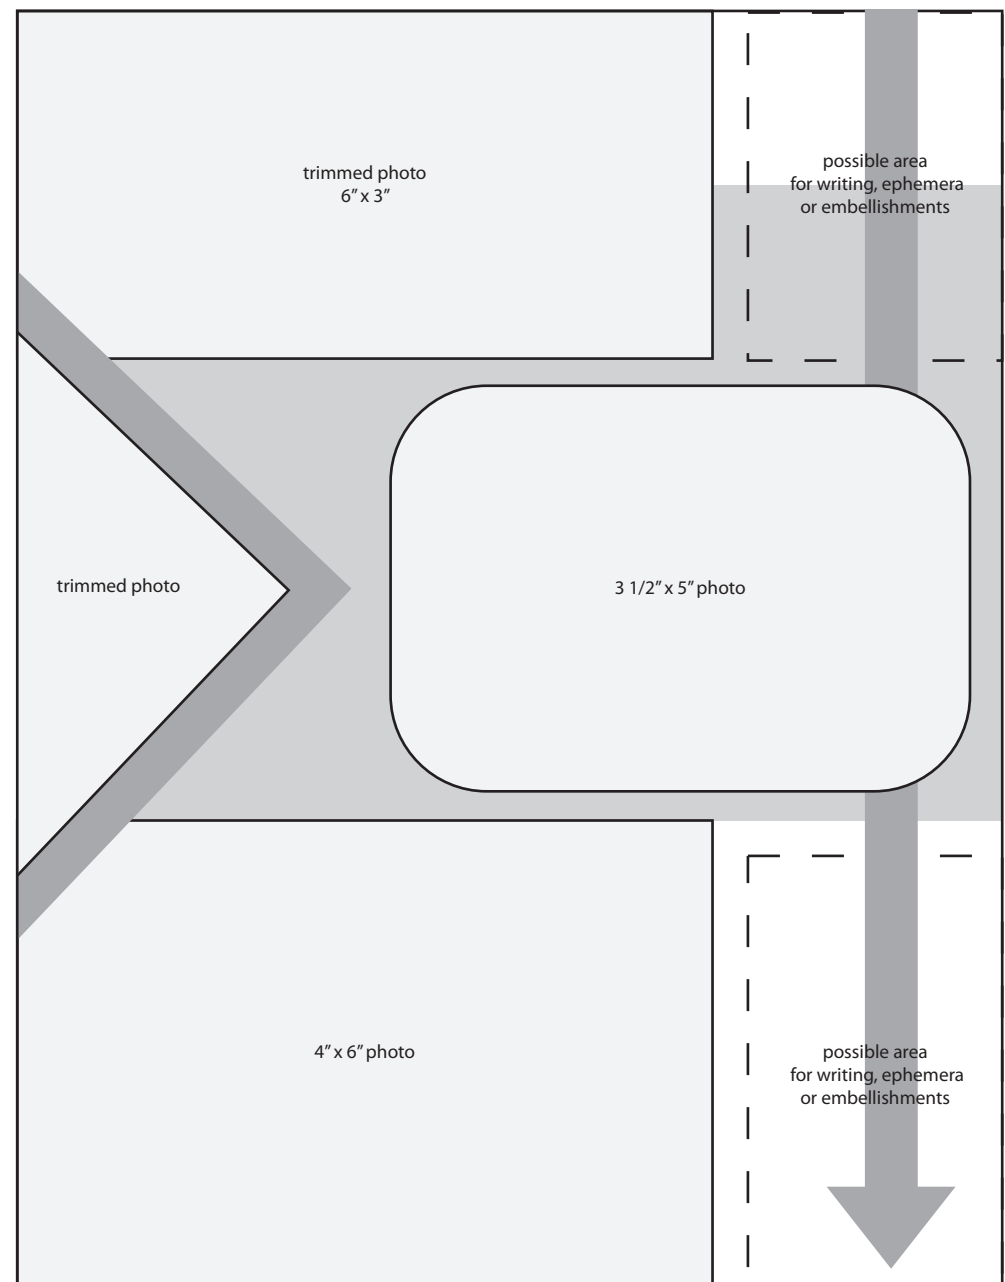 trimmed photo
6” x 3”
possible area
for writing, ephemera
or embellishments
trimmed photo
3 1/2” x 5” photo
4” x 6” photo
possible area
for writing, ephemera
or embellishments